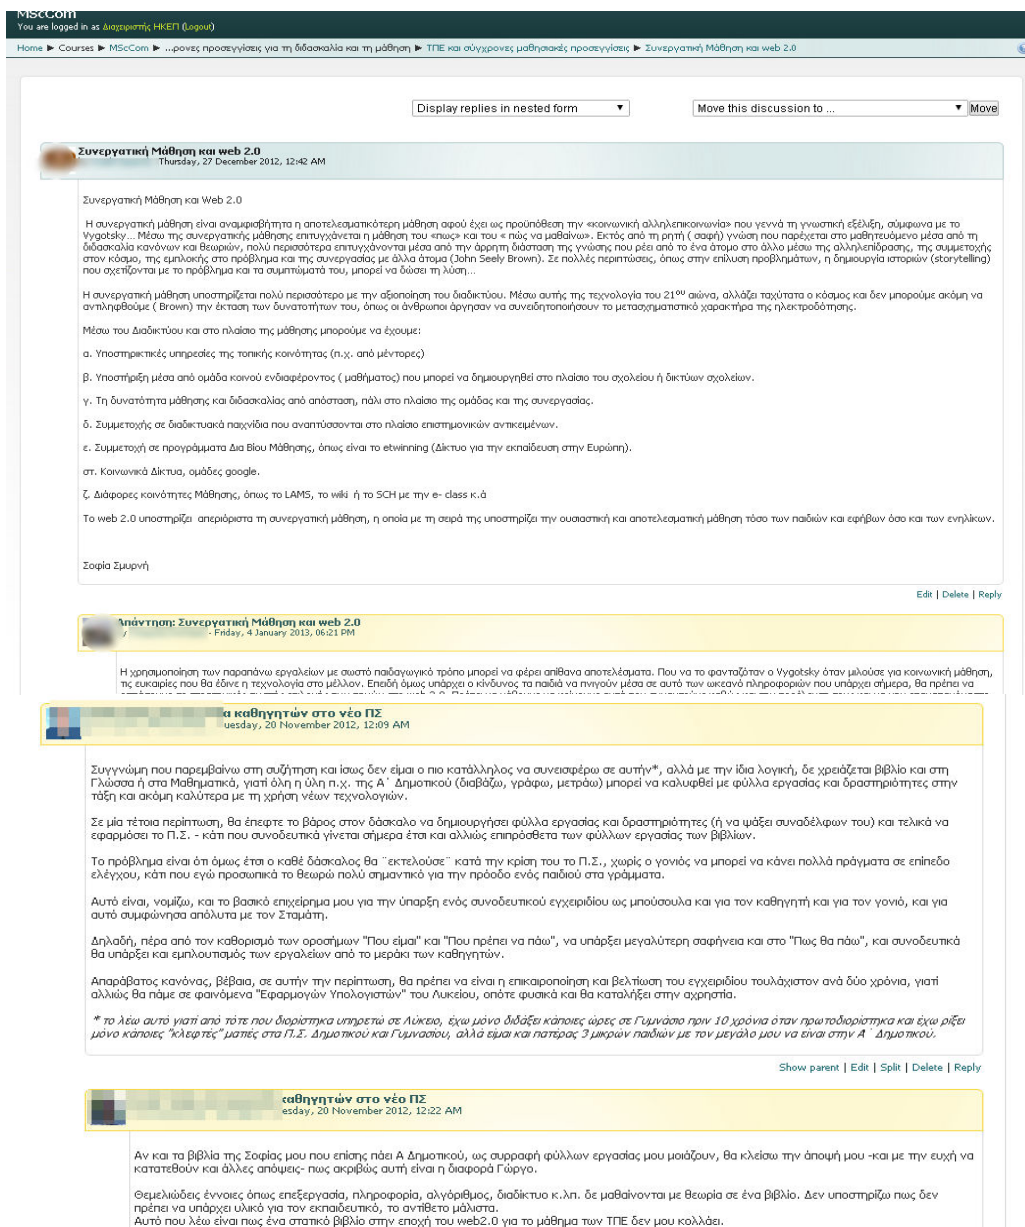 MScCom
You are logged in as Διαχειριστής ΗΚΕΠ (Logout)
Home ► Courses ► MScCom ► ...ρονες προσεγγίσεις για τη διδασκαλία και τη μάθηση ► ΤΠΕ και σύγχρονες μαθησιακές προσεγγίσεις ► Συνεργατική Μάθηση και web 2.0
Display replies in nested form ▼ Move this discussion to ... ▼ Move
Συνεργατική Μάθηση και web 2.0
Thursday, 27 December 2012, 12:42 AM
Συνεργατική Μάθηση και Web 2.0
Η συνεργατική μάθηση είναι αναμφισβήτητα η αποτελεσματικότερη μάθηση αφού έχει ως προϋπόθεση την «κοινωνική αλληλεπικοινωνία» που γεννά τη γνωστική εξέλιξη, σύμφωνα με το
Vygotsky... Μέσω της συνεργατικής μάθησης επιτυγχάνεται η μάθηση του «πως» και του « πώς να μαθαίνω». Εκτός από τη ρητή ( σαφή) γνώση που παρέχεται στο μαθητευόμενο μέσα από τη
διδασκαλία κανόνων και θεωριών, πολύ περισσότερα επιτυγχάνονται μέσα από την άρρητη διάσταση της γνώσης που ρέει από το ένα άτομο στο άλλο μέσω της αλληλεπίδρασης, της συμμετοχής
στον κόσμο, της εμπλοκής στο πρόβλημα και της συνεργασίας με άλλα άτομα (John Seely Brown). Σε πολλές περιπτώσεις, όπως στην επίλυση προβλημάτων, η δημιουργία ιστοριών (storytelling)
που σχετίζονται με το πρόβλημα και τα συμπτώματά του, μπορεί να δώσει τη λύση...
Η συνεργατική μάθηση υποστηρίζεται πολύ περισσότερο με την αξιοποίηση του διαδικτύου. Μέσω αυτής της τεχνολογία του 21ου αιώνα, αλλάζει ταχύτατα ο κόσμος και δεν μπορούμε ακόμη να
αντιληφθούμε ( Brown) την έκταση των δυνατοτήτων του, όπως οι άνθρωποι άργησαν να συνειδητοποιήσουν το μετασχηματιστικό χαρακτήρα της ηλεκτροδότησης.
Μέσω του Διαδικτύου και στο πλαίσιο της μάθησης μπορούμε να έχουμε:
α. Υποστηρικτικές υπηρεσίες της τοπικής κοινότητας (π.χ. από μέντορες)
β. Υποστήριξη μέσα από ομάδα κοινού ενδιαφέροντος ( μαθήματος) που μπορεί να δημιουργηθεί στο πλαίσιο του σχολείου ή δικτύων σχολείων.
γ. Τη δυνατότητα μάθησης και διδασκαλίας από απόσταση, πάλι στο πλαίσιο της ομάδας και της συνεργασίας.
δ. Συμμετοχής σε διαδικτυακά παιχνίδια που αναπτύσσονται στο πλαίσιο επιστημονικών αντικειμένων.
ε. Συμμετοχή σε προγράμματα Δια Βίου Μάθησης, όπως είναι το etwinning (Δίκτυο για την εκπαίδευση στην Ευρώπη).
στ. Κοινωνικά Δίκτυα, ομάδες google.
ζ. Διάφορες κοινότητες Μάθησης, όπως το LAMS, το wiki ή το SCH με την e- class κ.ά
Το web 2.0 υποστηρίζει απεριόριστα τη συνεργατική μάθηση, η οποία με τη σειρά της υποστηρίζει την ουσιαστική και αποτελεσματική μάθηση τόσο των παιδιών και εφήβων όσο και των ενηλίκων.
Σοφία Σμυρνή
Edit | Delete | Reply
Απάντηση: Συνεργατική Μάθηση και web 2.0
- Friday, 4 January 2013, 06:21 PM
Η χρησιμοποίηση των παραπάνω εργαλείων με σωστό παιδαγωγικό τρόπο μπορεί να φέρει απίθανα αποτελέσματα. Που να το φανταζόταν ο Vygotsky όταν μιλούσε για κοινωνική μάθηση,
τις ευκαιρίες που θα έδινε η τεχνολογία στο μέλλον. Επειδή όμως υπάρχει ο κίνδυνος τα παιδιά να πνιγούν μέσα σε αυτό των ωκεανό πληροφοριών που υπάρχει σήμερα, θα πρέπει να
α καθηγητών στο νέο ΠΣ
uesday, 20 November 2012, 12:09 AM
Συγγνώμη που παρεμβαίνω στη συζήτηση και ίσως δεν είμαι ο πιο κατάλληλος να συνεισφέρω σε αυτήν*, αλλά με την ίδια λογική, δε χρειάζεται βιβλίο και στη
Γλώσσα ή στα Μαθηματικά, γιατί όλη η ύλη π.χ. της Α΄ Δημοτικού (διαβάζω, γράφω, μετράω) μπορεί να καλυφθεί με φύλλα εργασίας και δραστηριότητες στην
τάξη και ακόμη καλύτερα με τη χρήση νέων τεχνολογιών.
Σε μία τέτοια περίπτωση, θα έπεφτε το βάρος στον δάσκαλο να δημιουργήσει φύλλα εργασίας και δραστηριότητες (ή να ψάξει συναδέλφων του) και τελικά να
εφαρμόσει το Π.Σ. - κάτι που συνοδευτικά γίνεται σήμερα έτσι και αλλιώς επιπρόσθετα των φύλλων εργασίας των βιβλίων.
Το πρόβλημα είναι ότι όμως έτσι ο καθέ δάσκαλος θα ¨εκτελούσε¨ κατά την κρίση του το Π.Σ., χωρίς ο γονιός να μπορεί να κάνει πολλά πράγματα σε επίπεδο
ελέγχου, κάτι που εγώ προσωπικά το θεωρώ πολύ σημαντικό για την πρόοδο ενός παιδιού στα γράμματα.
Αυτό είναι, νομίζω, και το βασικό επιχείρημα μου για την ύπαρξη ενός συνοδευτικού εγχειριδίου ως μπούσουλα και για τον καθηγητή και για τον γονιό, και για
αυτό συμφώνησα απόλυτα με τον Σταμάτη.
Δηλαδή, πέρα από τον καθορισμό των οροσήμων "Που είμαι" και "Που πρέπει να πάω", να υπάρξει μεγαλύτερη σαφήνεια και στο "Πως θα πάω", και συνοδευτικά
θα υπάρξει και εμπλουτισμός των εργαλείων από το μεράκι των καθηγητών.
Απαράβατος κανόνας, βέβαια, σε αυτήν την περίπτωση, θα πρέπει να είναι η επικαιροποίηση και βελτίωση του εγχειριδίου τουλάχιστον ανά δύο χρόνια, γιατί
αλλιώς θα πάμε σε φαινόμενα "Εφαρμογών Υπολογιστών" του Λυκείου, οπότε φυσικά και θα καταλήξει στην αχρηστία.
* το λέω αυτό γιατί από τότε που διορίστηκα υπηρετώ σε Λύκειο, έχω μόνο διδάξει κάποιες ώρες σε Γυμνάσιο πριν 10 χρόνια όταν πρωτοδιορίστηκα και έχω ρίξει
μόνο κάποιες "κλεφτές" ματιές στα Π.Σ. Δημοτικού και Γυμνασίου, αλλά είμαι και πατέρας 3 μικρών παιδιών με τον μεγάλο μου να είναι στην Α΄ Δημοτικού.
Show parent | Edit | Split | Delete | Reply
καθηγητών στο νέο ΠΣ
esday, 20 November 2012, 12:22 AM
Αν και τα βιβλία της Σοφίας μου που επίσης πάει Α Δημοτικού, ως συρραφή φύλλων εργασίας μου μοιάζουν, θα κλείσω την άποψή μου -και με την ευχή να
κατατεθούν και άλλες απόψεις- πως ακριβώς αυτή είναι η διαφορά Γώργο.
Θεμελιώδεις έννοιες όπως επεξεργασία, πληροφορία, αλγόριθμος, διαδίκτυο κ.λπ. δε μαθαίνονται με θεωρία σε ένα βιβλίο. Δεν υποστηρίζω πως δεν
πρέπει να υπάρχει υλικό για τον εκπαιδευτικό, το αντίθετο μάλιστα.
Αυτό που λέω είναι πως ένα στατικό βιβλίο στην εποχή του web2.0 για το μάθημα των ΤΠΕ δεν μου κολλάει.